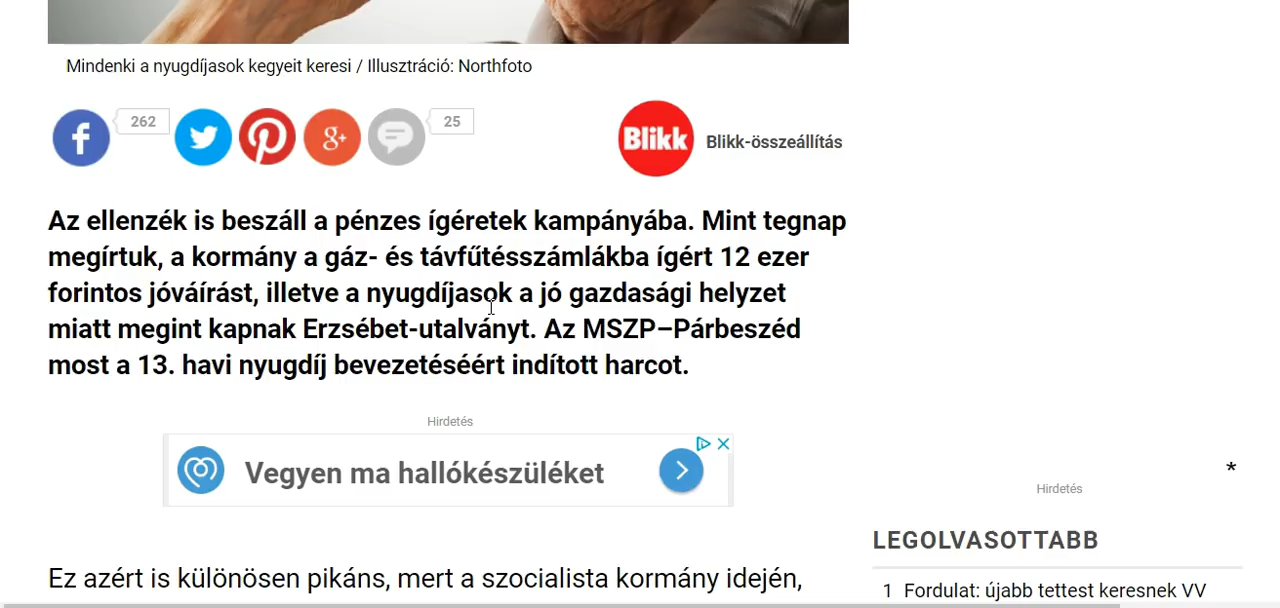 Mindenki a nyugdíjasok kegyeit keresi / Illusztráció: Northfoto
262
25
Blikk
Blikk-összeállítás
Az ellenzék is beszáll a pénzes ígéretek kampányába. Mint tegnap
megírtuk, a kormány a gáz- és távfűtésszámlákba ígért 12 ezer
forintos jóváírást, illetve a nyugdíjasok a jó gazdasági helyzet
miatt megint kapnak Erzsébet-utalványt. Az MSZP–Párbeszéd
most a 13. havi nyugdíj bevezetéséért indított harcot.
Hirdetés
Vegyen ma hallókészüléket
Ez azért is különösen pikáns, mert a szocialista kormány idején,
*
Hirdetés
LEGOLVASOTTABB
1 Fordulat: újabb tettest keresnek VV